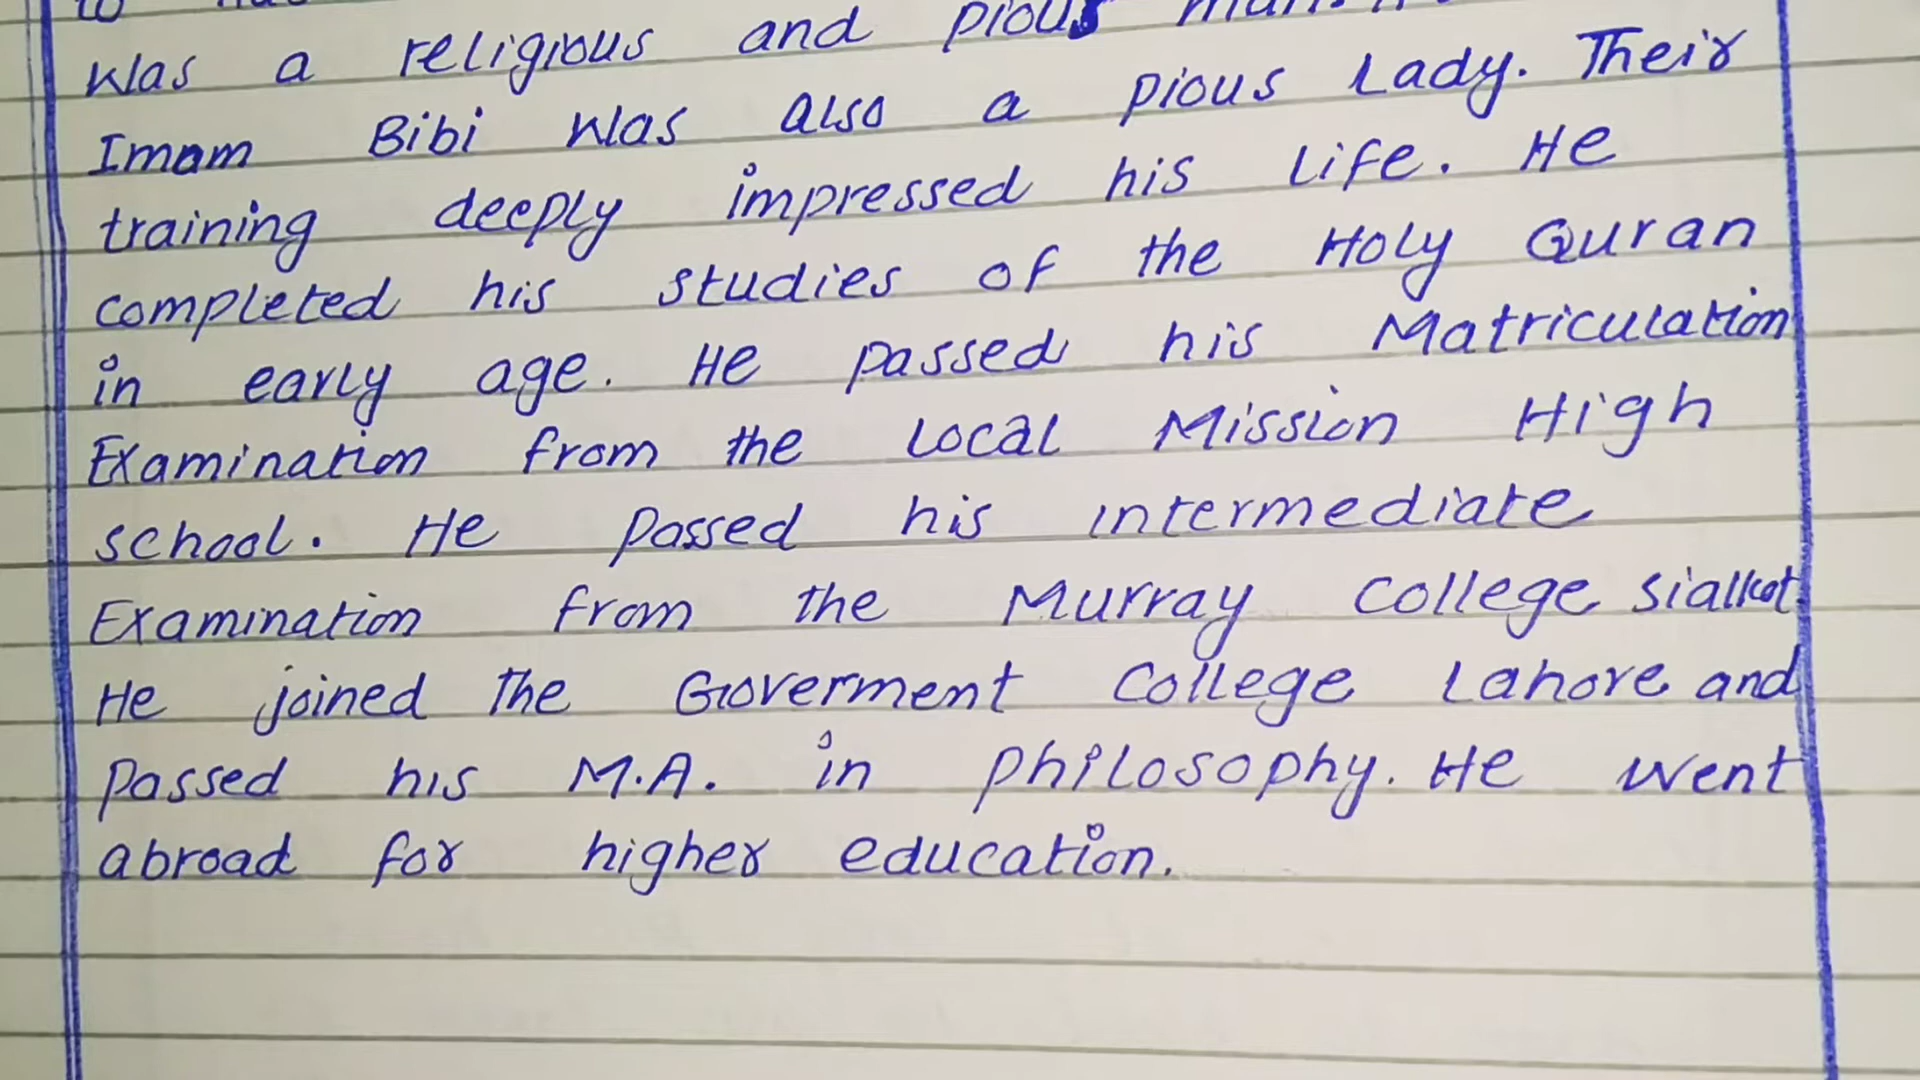 to
was a religious and pious man.
Imam Bibi was also a pious Lady. Their
training deeply impressed his life. He
completed his studies of the Holy Quran
in early age. He passed his Matriculation
Examination from the Local Mission High
school. He passed his intermediate
Examination from the Murray College sialkot
He joined the Goverment College Lahore and
passed his M.A. in philosophy. He went
abroad for higher education.